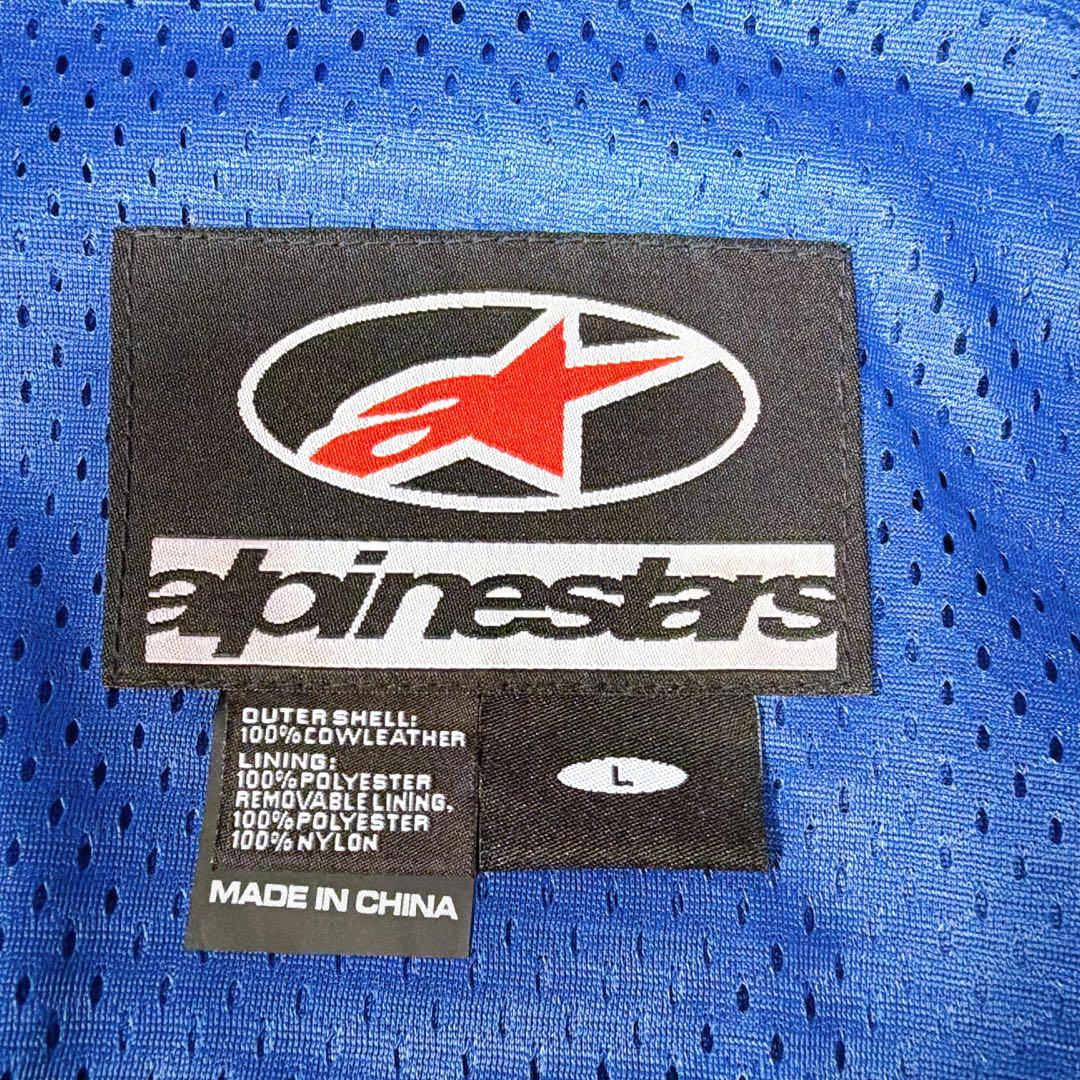 alpinestars
OUTER SHELL:
100% COWLEATHER
LINING:
100% POLYESTER
REMOVABLE LINING.
100% POLYESTER
100% NYLON
L
MADE IN CHINA